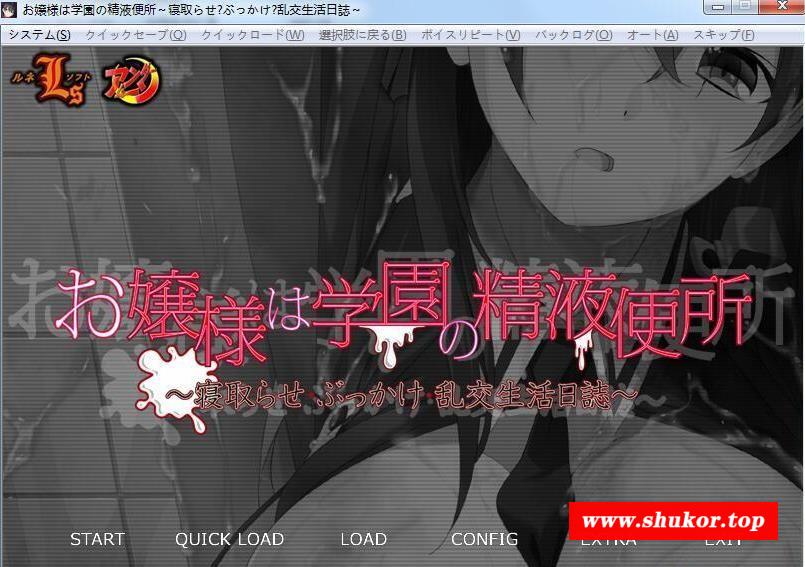 お嬢様は学園の精液便所～寝取らせ?ぶっかけ?乱交生活日誌～
システム(S) クイックセーブ(Q) クイックロード(W) 選択肢に戻る(B) ボイスリピート(V) バックログ(O) オート(A) スキップ(F)
ルネ Ls ソフト
お嬢様は学園の精液便所
～寝取らせ・ぶっかけ・乱交生活日誌～
www.shukor.top
START QUICK LOAD LOAD CONFIG EXTRA EXIT